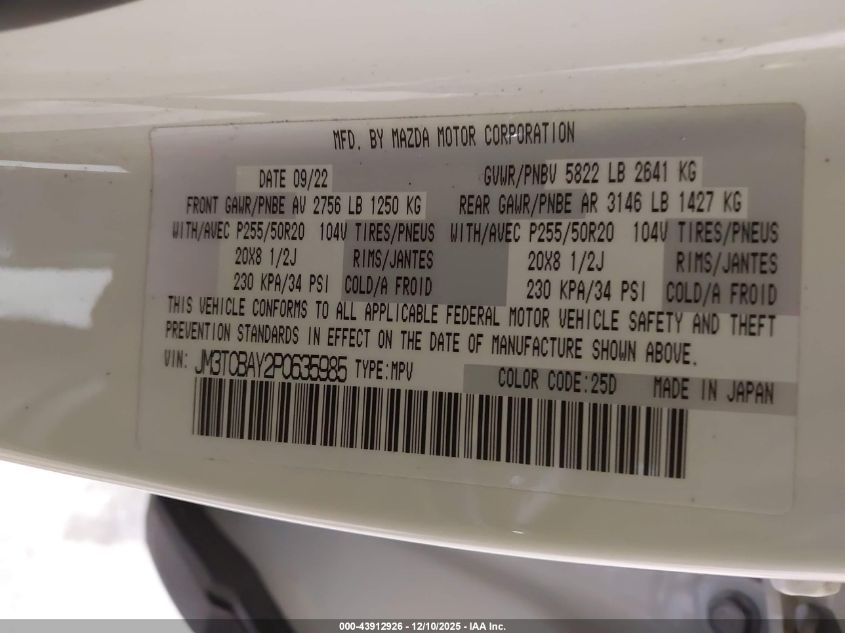 MFD. BY MAZDA MOTOR CORPORATION
DATE 09/22 GVWR/PNBV 5822 LB 2641 KG
FRONT GAWR/PNBE AV 2756 LB 1250 KG REAR GAWR/PNBE AR 3146 LB 1427 KG
WITH/AVEC P255/50R20 104V TIRES/PNEUS WITH/AVEC P255/50R20 104V TIRES/PNEUS
20X8 1/2J RIMS/JANTES 20X8 1/2J RIMS/JANTES
230 KPA/34 PSI COLD/A FROID 230 KPA/34 PSI COLD/A FROID
THIS VEHICLE CONFORMS TO ALL APPLICABLE FEDERAL MOTOR VEHICLE SAFETY AND THEFT
PREVENTION STANDARDS IN EFFECT ON THE DATE OF MANUFACTURE SHOWN ABOVE.
VIN: JM3TCBAY2P0635985 TYPE:MPV COLOR CODE:25D MADE IN JAPAN
000-43912926 - 12/10/2025 - IAA Inc.